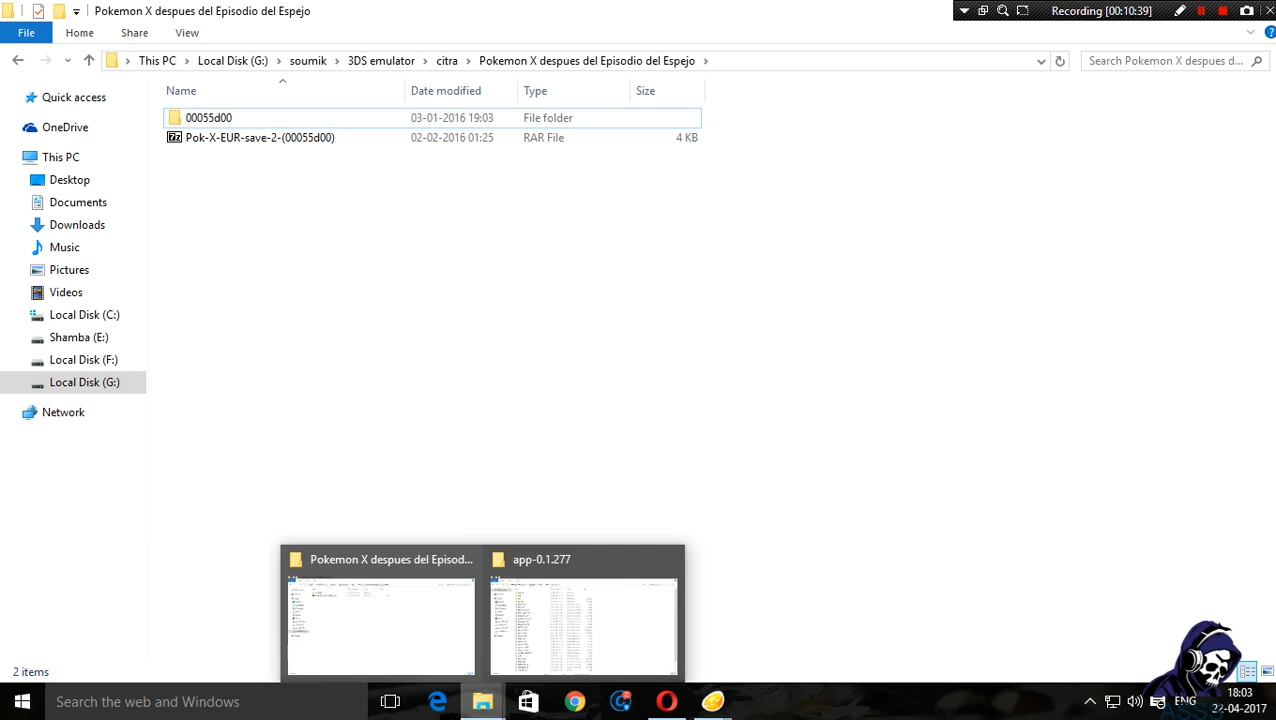 Pokemon X despues del Episodio del Espejo
Recording [00:10:39]
File Home Share View
This PC Local Disk (G:) soumik 3DS emulator citra Pokemon X despues del Episodio del Espejo
Search Pokemon X despues d...
Name Date modified Type Size
00055d00 03-01-2016 19:03 File folder
Pok-X-EUR-save-2-(00055d00) 02-02-2016 01:25 RAR File 4 KB
Quick access
OneDrive
This PC
Desktop
Documents
Downloads
Music
Pictures
Videos
Local Disk (C:)
Shamba (E:)
Local Disk (F:)
Local Disk (G:)
Network
Pokemon X despues del Episod...
app-0.1.277
2 items
Search the web and Windows
ENG
18:03
22-04-2017